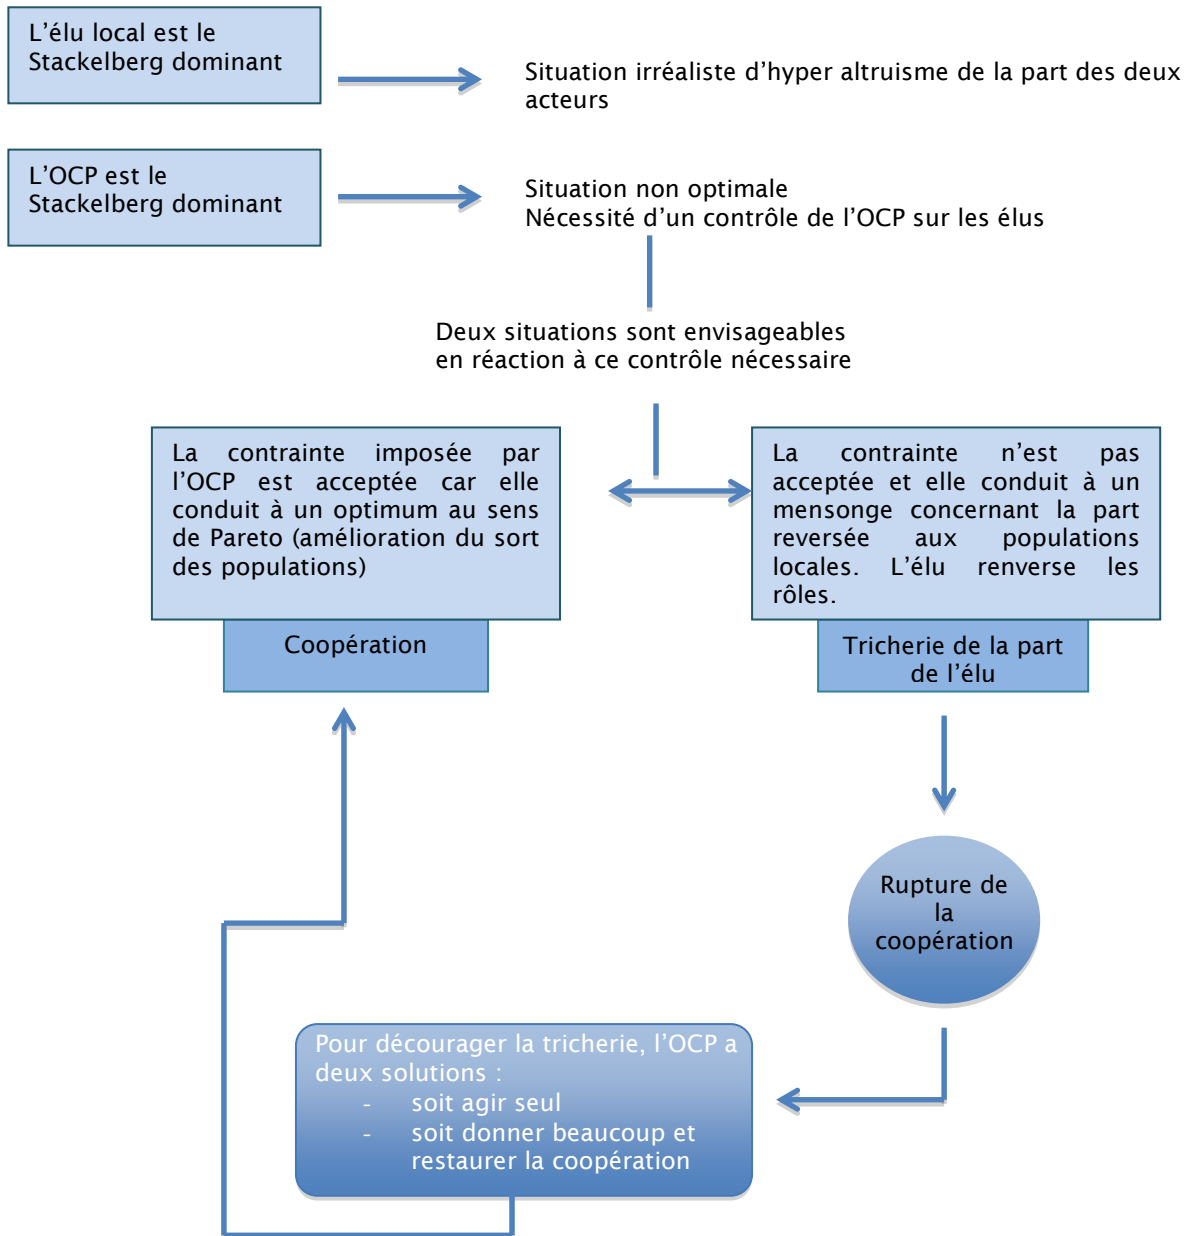 L’élu local est le
Stackelberg dominant
Situation irréaliste d’hyper altruisme de la part des deux
acteurs
L’OCP est le
Stackelberg dominant
Situation non optimale
Nécessité d’un contrôle de l’OCP sur les élus
Deux situations sont envisageables
en réaction à ce contrôle nécessaire
La contrainte imposée par
l’OCP est acceptée car elle
conduit à un optimum au sens
de Pareto (amélioration du sort
des populations)
La contrainte n’est pas
acceptée et elle conduit à un
mensonge concernant la part
reversée aux populations
locales. L’élu renverse les
rôles.
Coopération
Tricherie de la part
de l’élu
Rupture de
la
coopération
Pour décourager la tricherie, l’OCP a
deux solutions :
- soit agir seul
- soit donner beaucoup et
restaurer la coopération